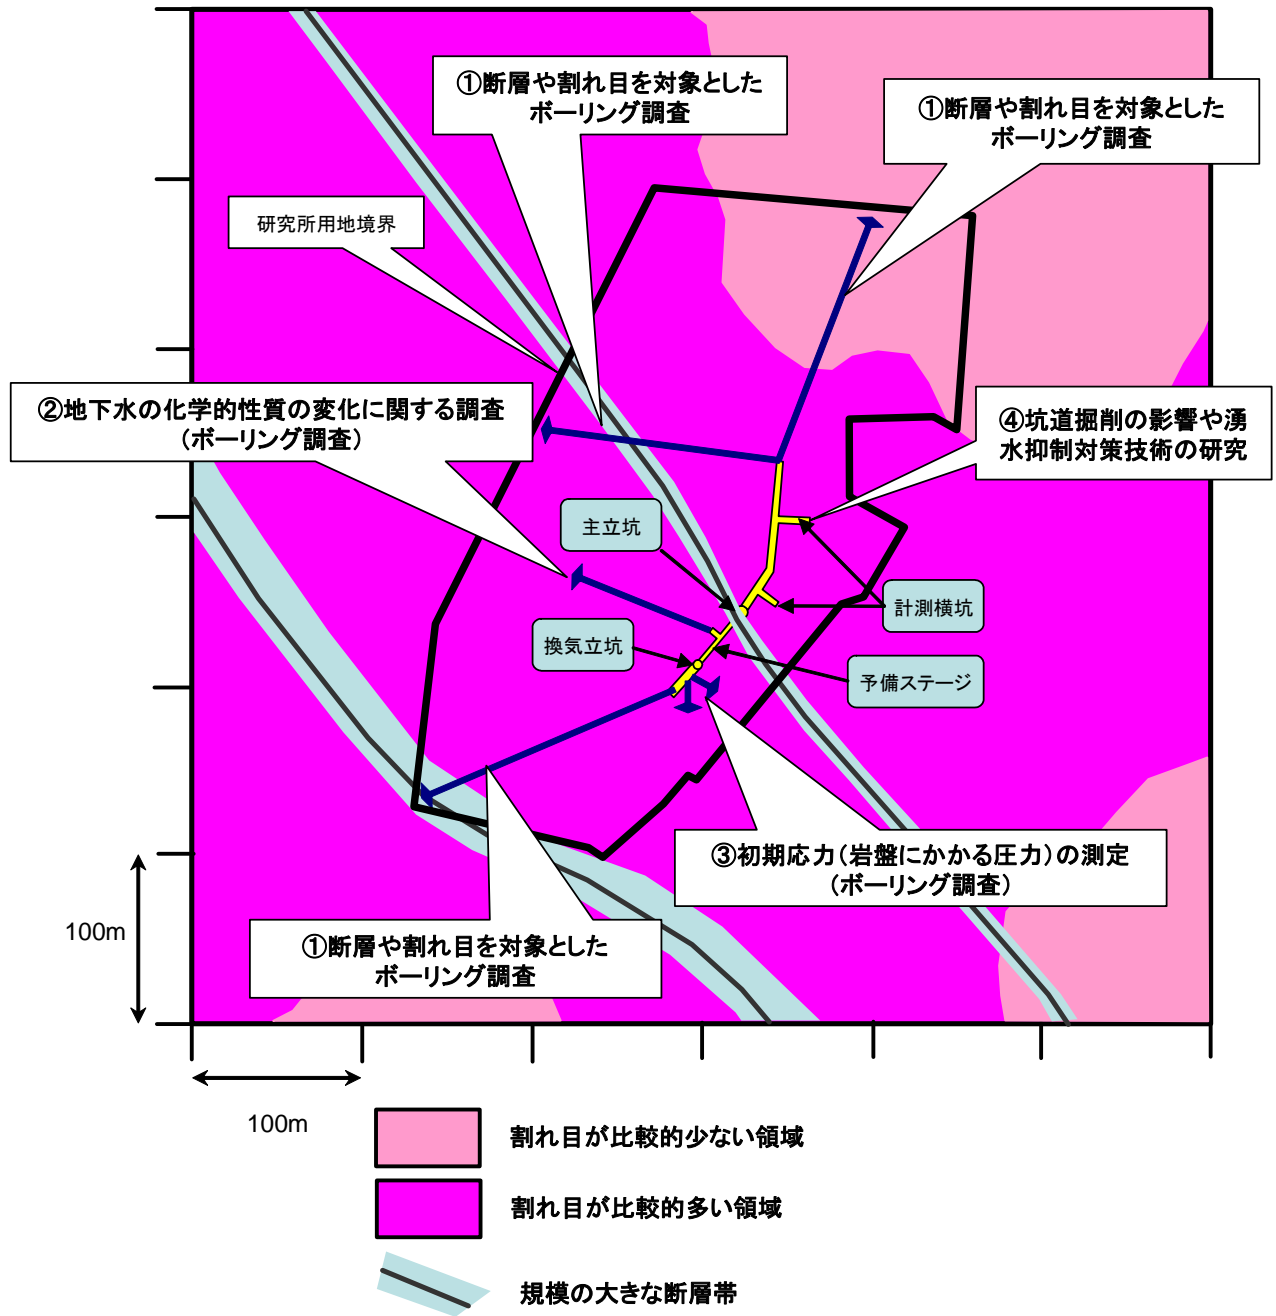 ①断層や割れ目を対象とした
ボーリング調査
①断層や割れ目を対象とした
ボーリング調査
研究所用地境界
②地下水の化学的性質の変化に関する調査
(ボーリング調査)
④坑道掘削の影響や湧
水抑制対策技術の研究
主立坑
計測横坑
換気立坑
予備ステージ
③初期応力(岩盤にかかる圧力)の測定
(ボーリング調査)
①断層や割れ目を対象とした
ボーリング調査
100m
100m
割れ目が比較的少ない領域
割れ目が比較的多い領域
規模の大きな断層帯